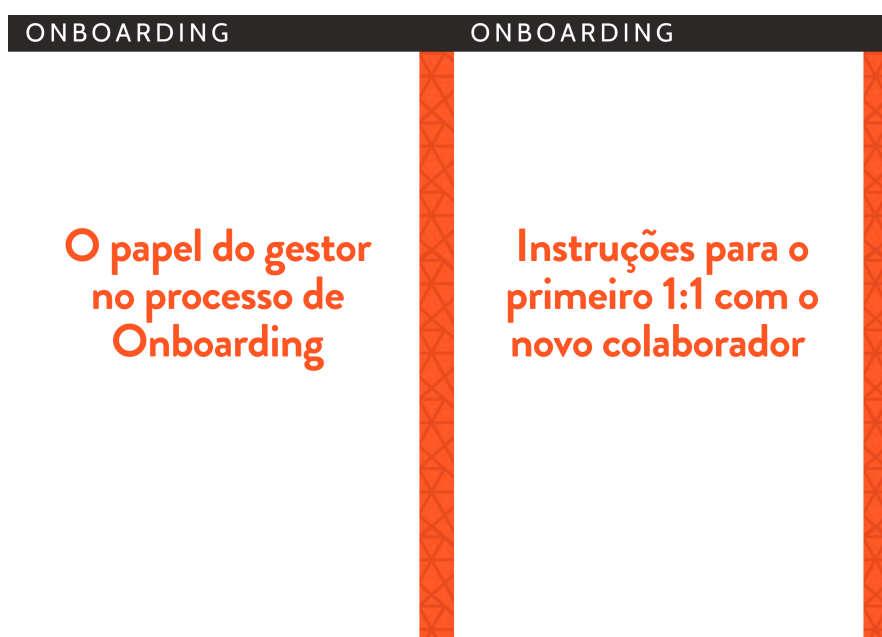 ONBOARDING
O papel do gestor
no processo de
Onboarding
ONBOARDING
Instruções para o
primeiro 1:1 com o
novo colaborador